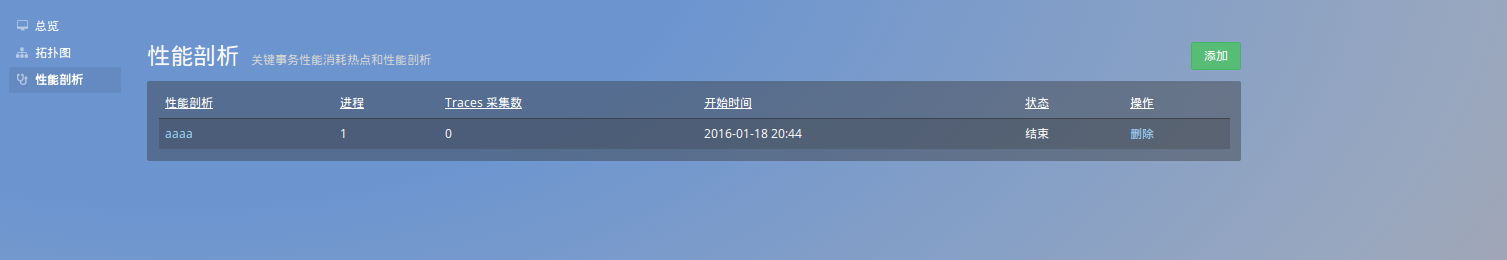 总览
拓扑图
性能剖析
性能剖析 关键事务性能消耗热点和性能剖析 添加
性能剖析 进程 Traces 采集数 开始时间 状态 操作
aaaa 1 0 2016-01-18 20:44 结束 删除